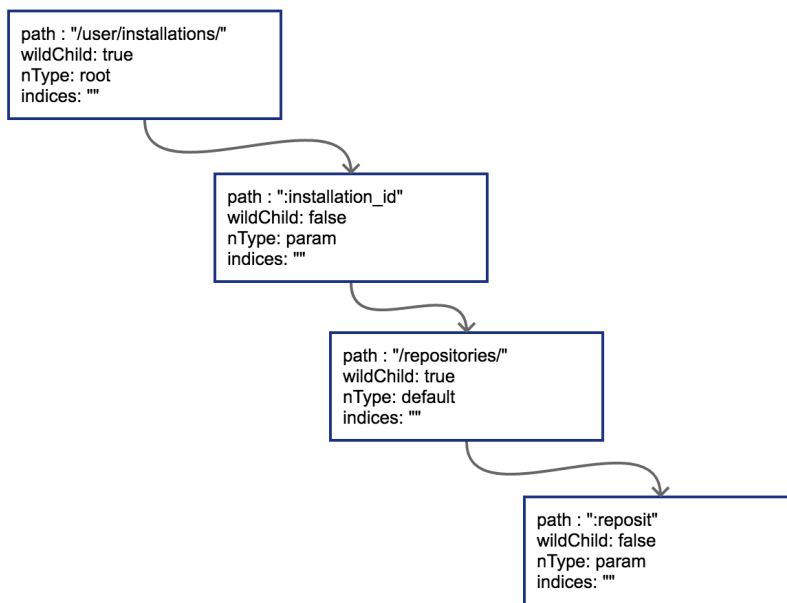 path : "/user/installations/"
wildChild: true
nType: root
indices: ""
path : ":installation_id"
wildChild: false
nType: param
indices: ""
path : "/repositories/"
wildChild: true
nType: default
indices: ""
path : ":reposit"
wildChild: false
nType: param
indices: ""